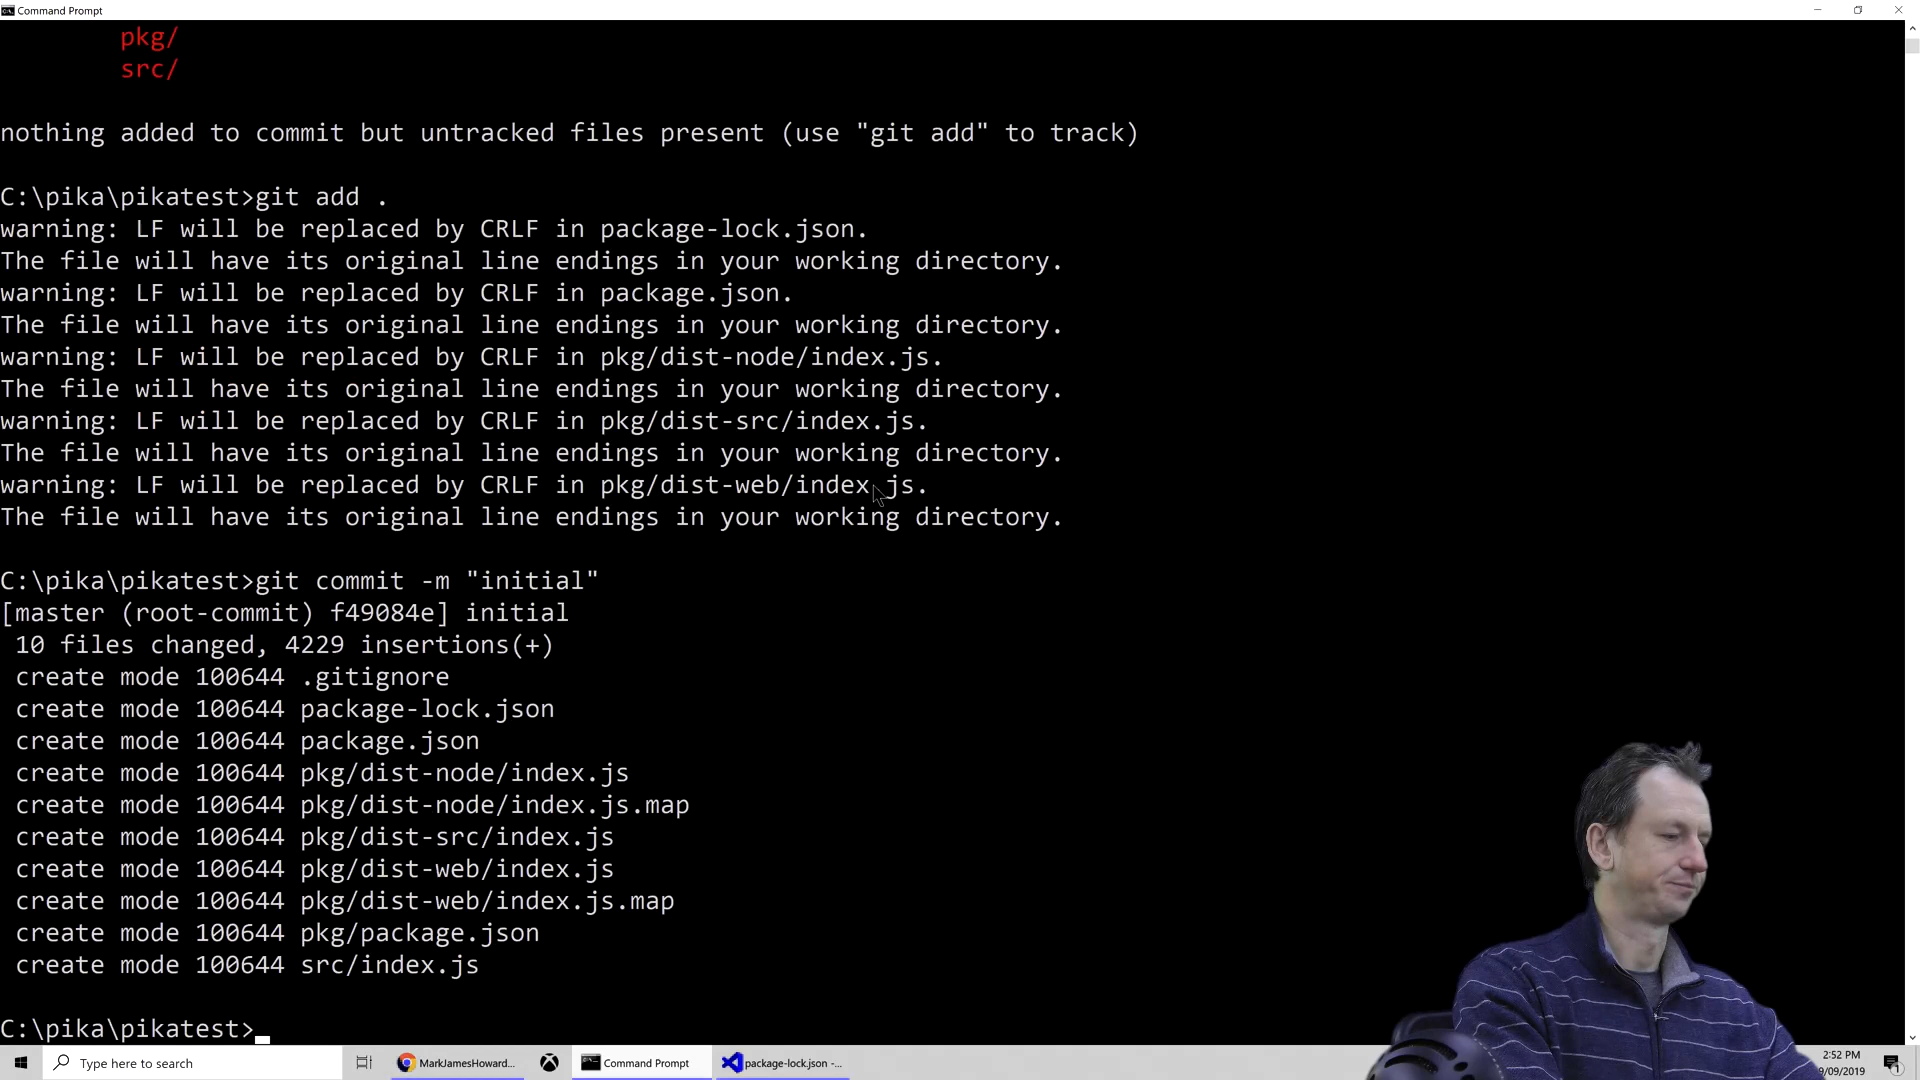 Command Prompt
pkg/
src/
nothing added to commit but untracked files present (use "git add" to track)
C:\pika\pikatest>git add .
warning: LF will be replaced by CRLF in package-lock.json.
The file will have its original line endings in your working directory.
warning: LF will be replaced by CRLF in package.json.
The file will have its original line endings in your working directory.
warning: LF will be replaced by CRLF in pkg/dist-node/index.js.
The file will have its original line endings in your working directory.
warning: LF will be replaced by CRLF in pkg/dist-src/index.js.
The file will have its original line endings in your working directory.
warning: LF will be replaced by CRLF in pkg/dist-web/index.js.
The file will have its original line endings in your working directory.
C:\pika\pikatest>git commit -m "initial"
[master (root-commit) f49084e] initial
10 files changed, 4229 insertions(+)
create mode 100644 .gitignore
create mode 100644 package-lock.json
create mode 100644 package.json
create mode 100644 pkg/dist-node/index.js
create mode 100644 pkg/dist-node/index.js.map
create mode 100644 pkg/dist-src/index.js
create mode 100644 pkg/dist-web/index.js
create mode 100644 pkg/dist-web/index.js.map
create mode 100644 pkg/package.json
create mode 100644 src/index.js
C:\pika\pikatest>
Type here to search
MarkJamesHoward...
Command Prompt
package-lock.json -...
2:52 PM
9/09/2019
1